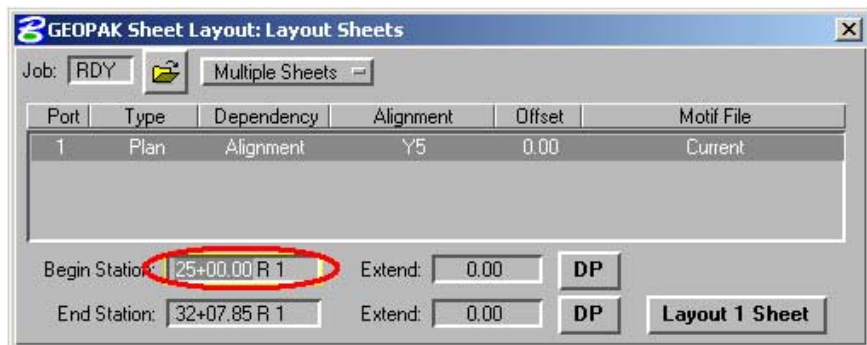 GEOPAK Sheet Layout: Layout Sheets
Job: RDY Multiple Sheets
Port Type Dependency Alignment Offset Motif File
1 Plan Alignment Y5 0.00 Current
Begin Station: 25+00.00 R 1 Extend: 0.00 DP
End Station: 32+07.85 R 1 Extend: 0.00 DP Layout 1 Sheet